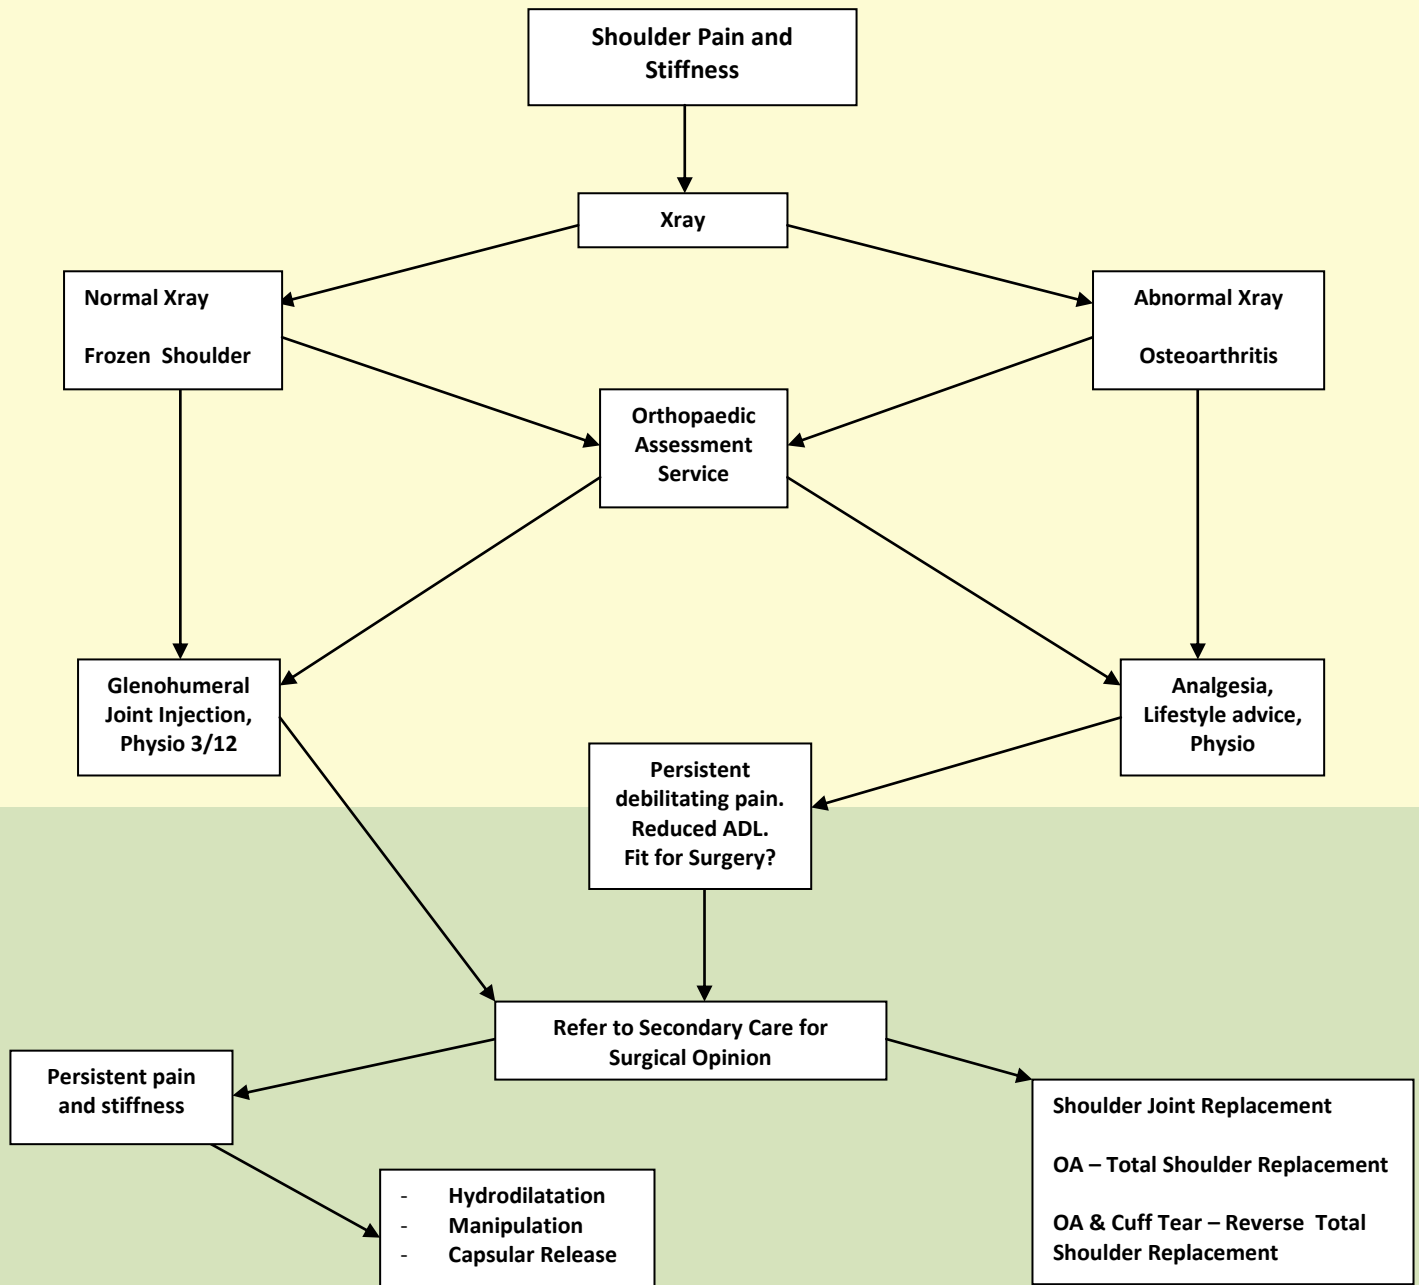 Shoulder Pain and
Stiffness
Xray
Normal Xray
Frozen Shoulder
Abnormal Xray
Osteoarthritis
Orthopaedic
Assessment
Service
Glenohumeral
Joint Injection,
Physio 3/12
Analgesia,
Lifestyle advice,
Physio
Persistent
debilitating pain.
Reduced ADL.
Fit for Surgery?
Refer to Secondary Care for
Surgical Opinion
Persistent pain
and stiffness
Shoulder Joint Replacement
OA – Total Shoulder Replacement
OA & Cuff Tear – Reverse Total
Shoulder Replacement
- Hydrodilatation
- Manipulation
- Capsular Release